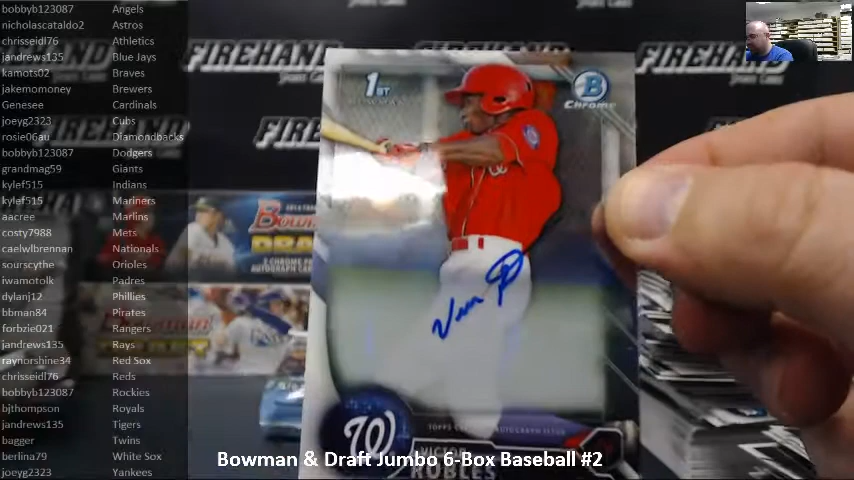 bobbyb123087 Angels
nicholascataldo2 Astros
chrisseidl76 Athletics
jandrews135 Blue Jays
kamots02 Braves
jakemomoney Brewers
Genesee Cardinals
joeyg2323 Cubs
rosie06au Diamondbacks
bobbyb123087 Dodgers
grandmag59 Giants
kylef515 Indians
kylef515 Mariners
aacree Marlins
costy7988 Mets
caelwlbrennan Nationals
sourscythe Orioles
iwamotolk Padres
dylanj12 Phillies
bbman84 Pirates
forbzie021 Rangers
jandrews135 Rays
raynorshine34 Red Sox
chrisseidl76 Reds
bobbyb123087 Rockies
bjthompson Royals
jandrews135 Tigers
bagger Twins
berlina79 White Sox
joeyg2323 Yankees
FIREHAND
FIREHAND
FIREHAND
1ST
B
Chrome
W
VICTOR
ROBLES
Bowman & Draft Jumbo 6-Box Baseball #2